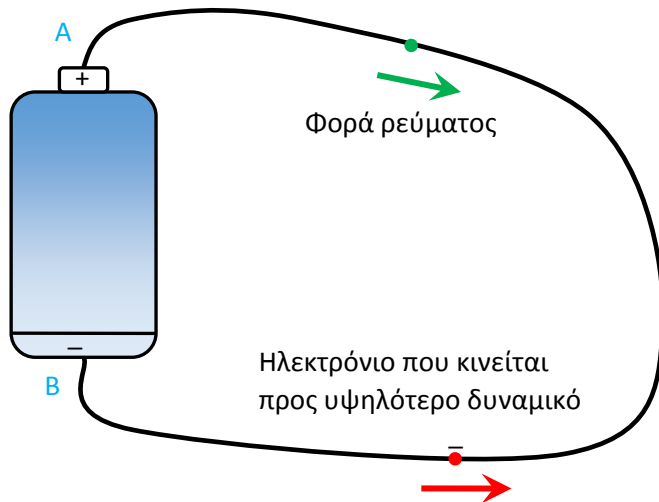 A
+
Φορά ρεύματος
–
B
Ηλεκτρόνιο που κινείται
προς υψηλότερο δυναμικό
–